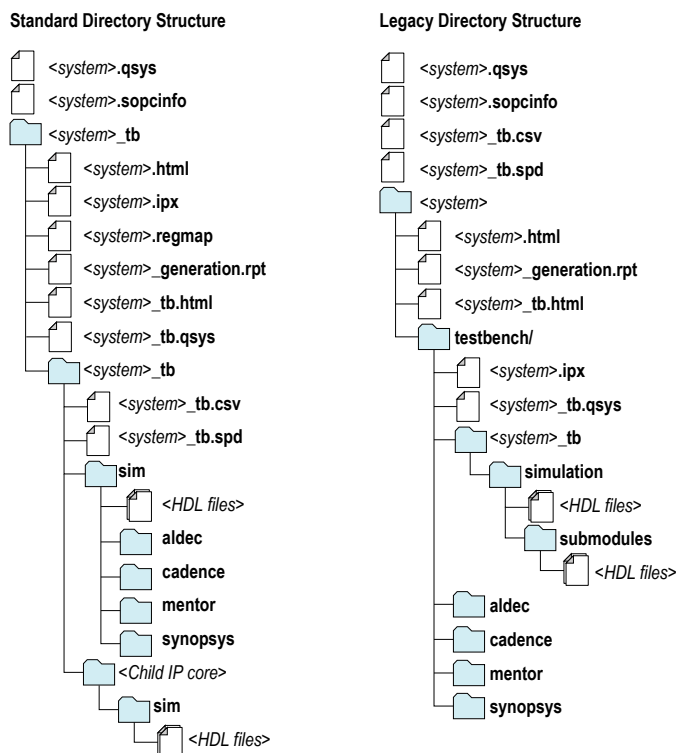 Standard Directory Structure
<system>.qsys
<system>.sopcinfo
<system>_tb
<system>.html
<system>.ipx
<system>.regmap
<system>_generation.rpt
<system>_tb.html
<system>_tb.qsys
<system>_tb
<system>_tb.csv
<system>_tb.spd
sim
<HDL files>
aldec
cadence
mentor
synopsys
<Child IP core>
sim
<HDL files>
Legacy Directory Structure
<system>.qsys
<system>.sopcinfo
<system>_tb.csv
<system>_tb.spd
<system>
<system>.html
<system>_generation.rpt
<system>_tb.html
testbench/
<system>.ipx
<system>_tb.qsys
<system>_tb
simulation
<HDL files>
submodules
<HDL files>
aldec
cadence
mentor
synopsys